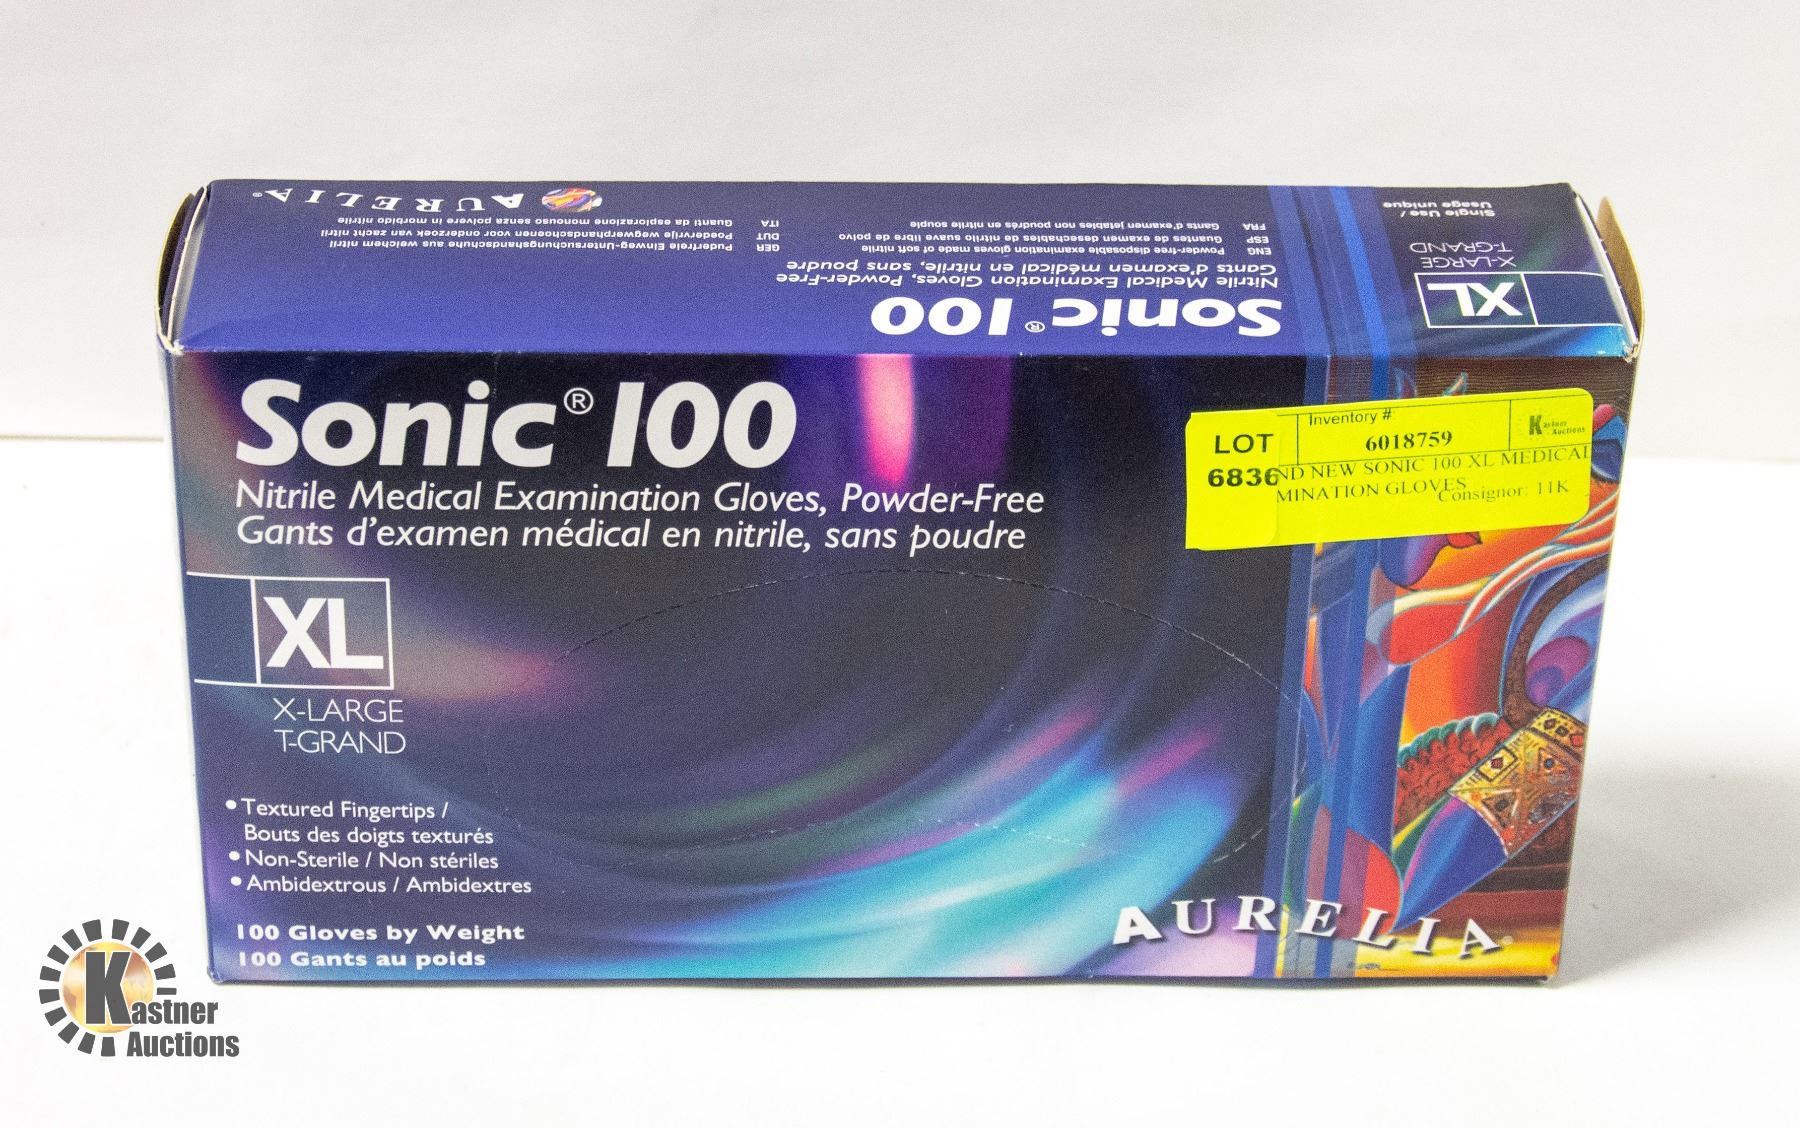 AURELIA®
GER Puderfreie Einweg-Untersuchungshandschuhe aus weichem nitril
DUT Poedervrije wegwerphandschoenen voor onderzoek van zacht nitril
ITA Guanti da esplorazione monouso senza polvere in morbido nitrile
ENG Powder-free disposable examination gloves made of soft nitrile
ESP Guantes de examen desechables de nitrilo suave libre de polvo
FRA Gants d'examen jetables non poudrés en nitrile souple
Sonic® 100
Nitrile Medical Examination Gloves, Powder-Free
Gants d'examen médical en nitrile, sans poudre
XL
X-LARGE
T-GRAND
Single Use /
Usage unique
Sonic® 100
Nitrile Medical Examination Gloves, Powder-Free
Gants d'examen médical en nitrile, sans poudre
XL
X-LARGE
T-GRAND
• Textured Fingertips /
Bouts des doigts texturés
• Non-Sterile / Non stériles
• Ambidextrous / Ambidextres
100 Gloves by Weight
100 Gants au poids
LOT
6836
Inventory #
6018759
Kastner
Auctions
ND NEW SONIC 100 XL MEDICAL
MINATION GLOVES
Consignor: 11K
AURELIA®
Kastner
Auctions